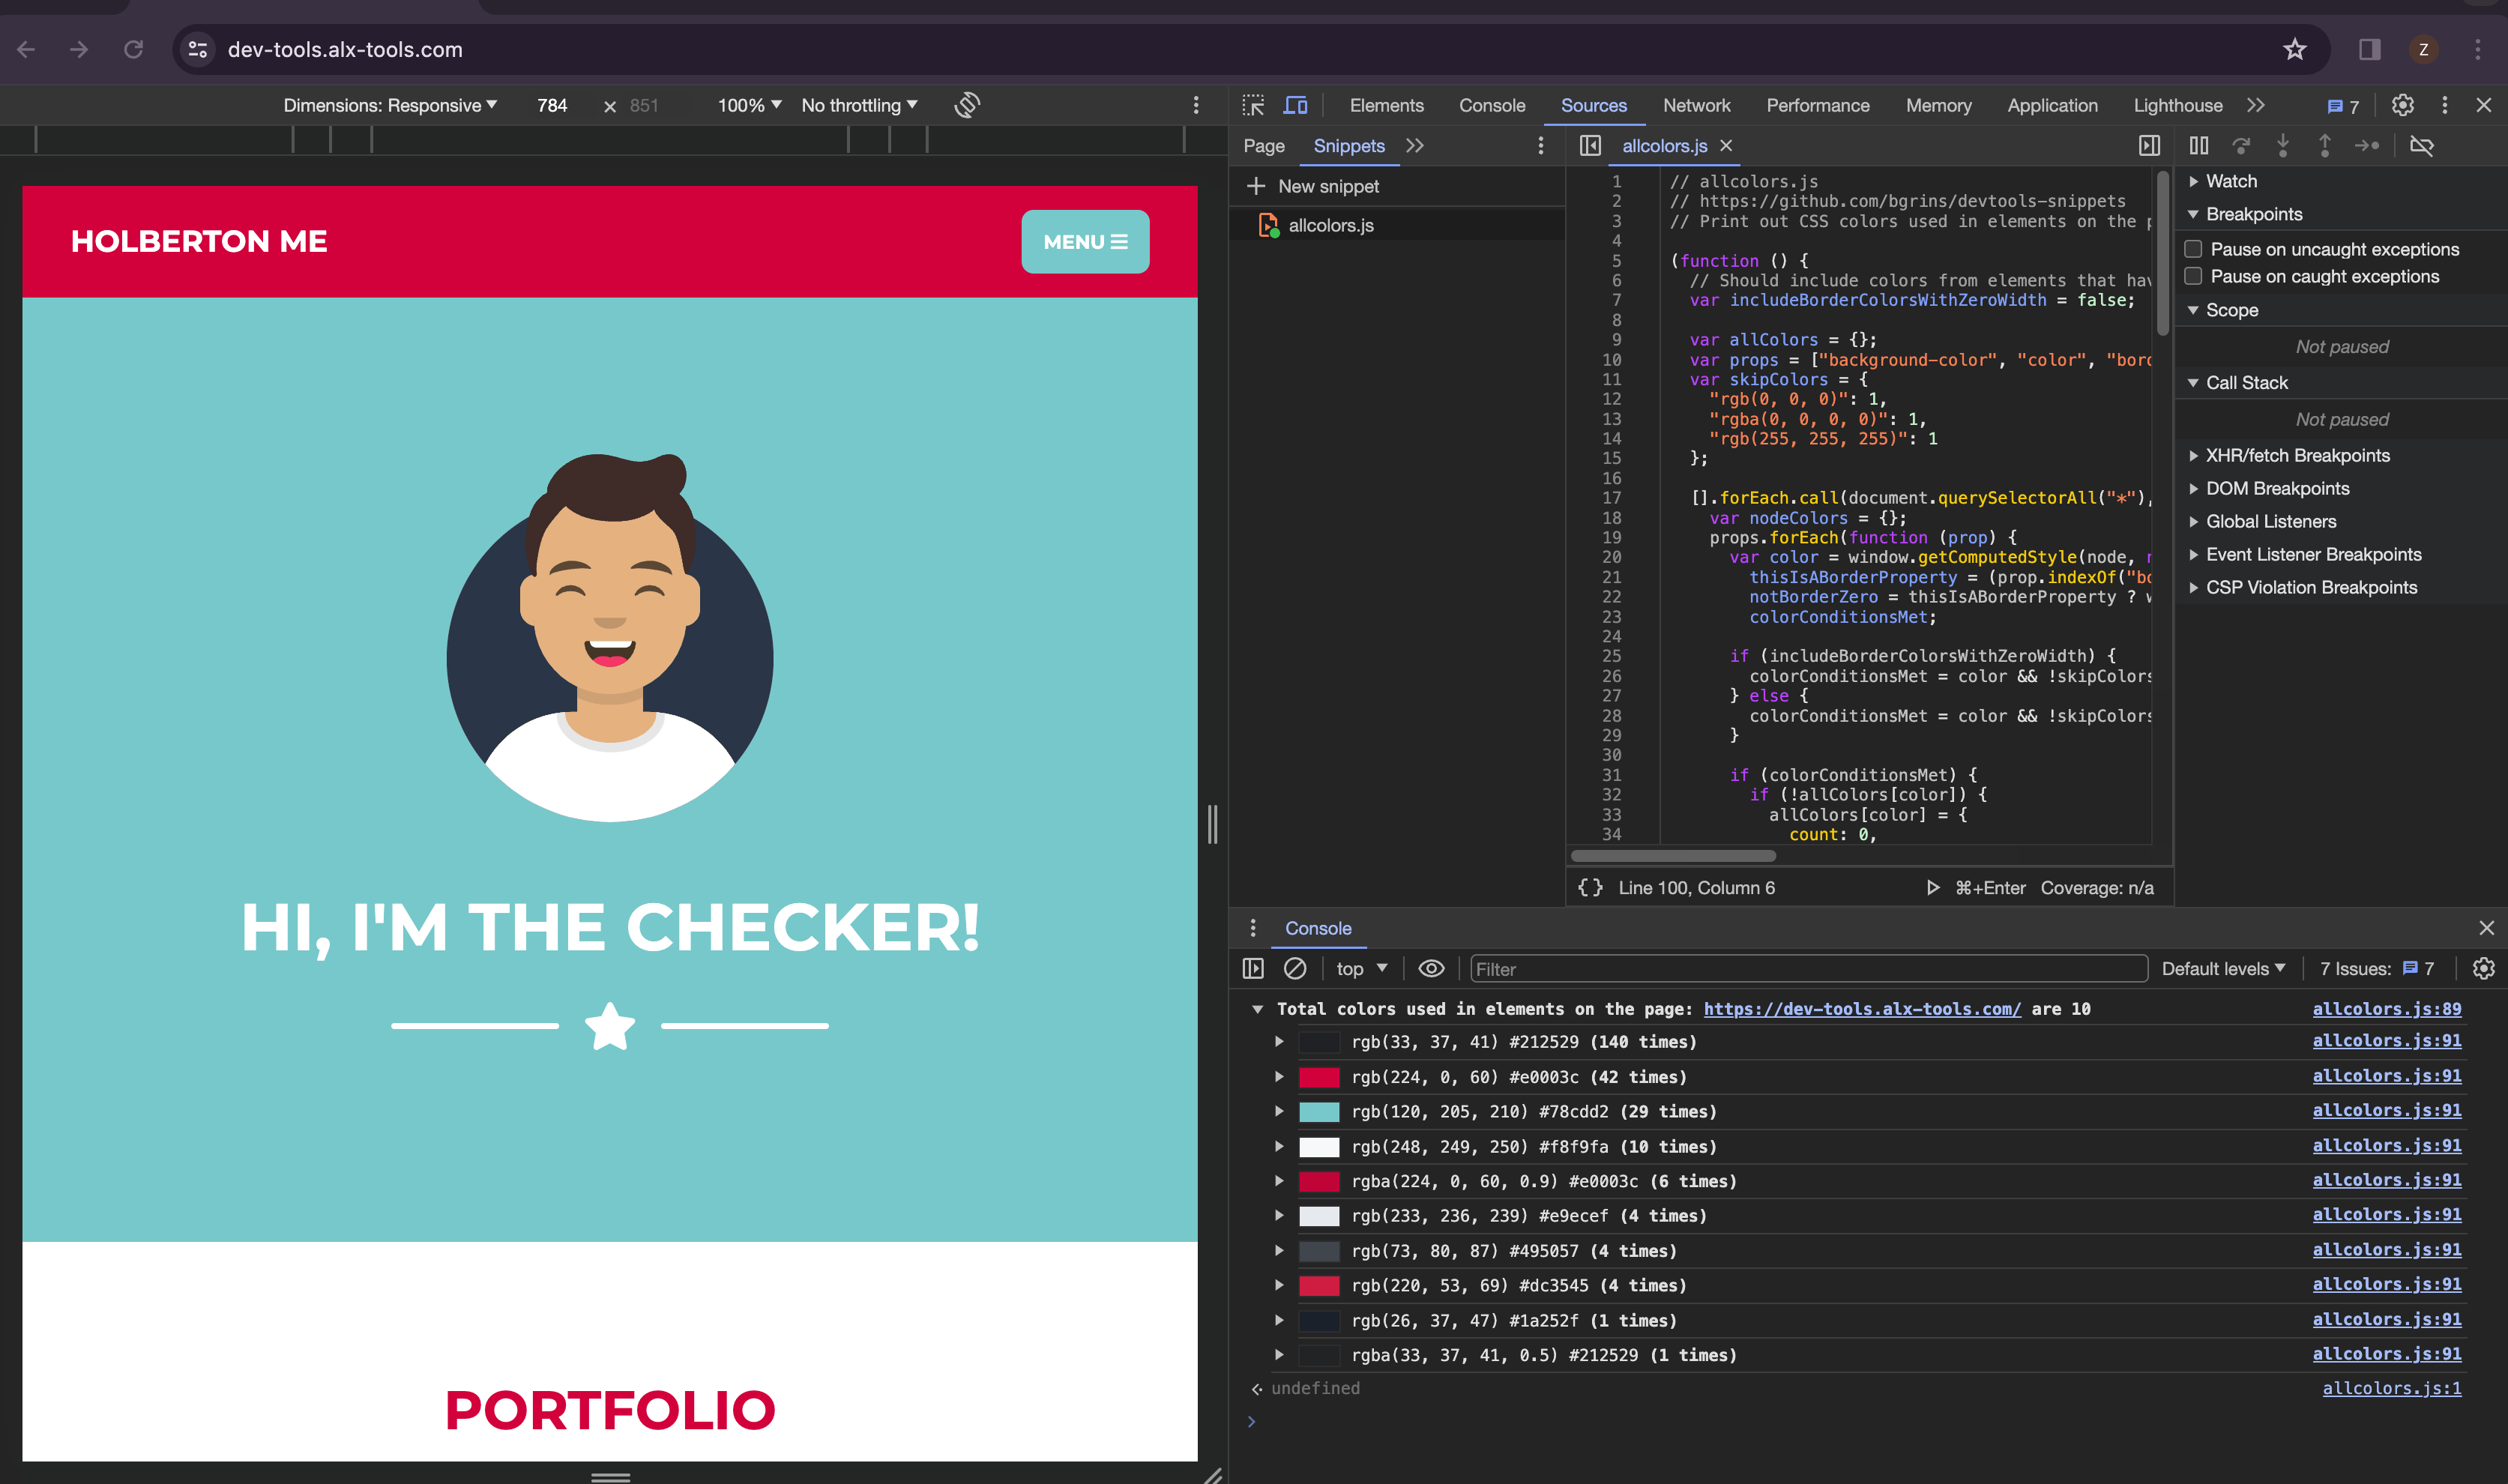 dev-tools.alx-tools.com
Z
Dimensions: Responsive 784 × 851 100% No throttling
HOLBERTON ME
MENU
HI, I'M THE CHECKER!
PORTFOLIO
Elements Console Sources Network Performance Memory Application Lighthouse 7
Page Snippets
+ New snippet
allcolors.js
allcolors.js ×
1 // allcolors.js
2 // https://github.com/bgrins/devtools-snippets
3 // Print out CSS colors used in elements on the p
4
5 (function () {
6 // Should include colors from elements that hav
7 var includeBorderColorsWithZeroWidth = false;
8
9 var allColors = {};
10 var props = ["background-color", "color", "bord
11 var skipColors = {
12 "rgb(0, 0, 0)": 1,
13 "rgba(0, 0, 0, 0)": 1,
14 "rgb(255, 255, 255)": 1
15 };
16
17 [].forEach.call(document.querySelectorAll("*"),
18 var nodeColors = {};
19 props.forEach(function (prop) {
20 var color = window.getComputedStyle(node, n
21 thisIsABorderProperty = (prop.indexOf("bo
22 notBorderZero = thisIsABorderProperty ? w
23 colorConditionsMet;
24
25 if (includeBorderColorsWithZeroWidth) {
26 colorConditionsMet = color && !skipColors
27 } else {
28 colorConditionsMet = color && !skipColors
29 }
30
31 if (colorConditionsMet) {
32 if (!allColors[color]) {
33 allColors[color] = {
34 count: 0,
{} Line 100, Column 6 ⌘+Enter Coverage: n/a
Watch
Breakpoints
Pause on uncaught exceptions
Pause on caught exceptions
Scope
Not paused
Call Stack
Not paused
XHR/fetch Breakpoints
DOM Breakpoints
Global Listeners
Event Listener Breakpoints
CSP Violation Breakpoints
Console
top Filter Default levels 7 Issues: 7
Total colors used in elements on the page: https://dev-tools.alx-tools.com/ are 10 allcolors.js:89
rgb(33, 37, 41) #212529 (140 times) allcolors.js:91
rgb(224, 0, 60) #e0003c (42 times) allcolors.js:91
rgb(120, 205, 210) #78cdd2 (29 times) allcolors.js:91
rgb(248, 249, 250) #f8f9fa (10 times) allcolors.js:91
rgba(224, 0, 60, 0.9) #e0003c (6 times) allcolors.js:91
rgb(233, 236, 239) #e9ecef (4 times) allcolors.js:91
rgb(73, 80, 87) #495057 (4 times) allcolors.js:91
rgb(220, 53, 69) #dc3545 (4 times) allcolors.js:91
rgb(26, 37, 47) #1a252f (1 times) allcolors.js:91
rgba(33, 37, 41, 0.5) #212529 (1 times) allcolors.js:91
undefined allcolors.js:1